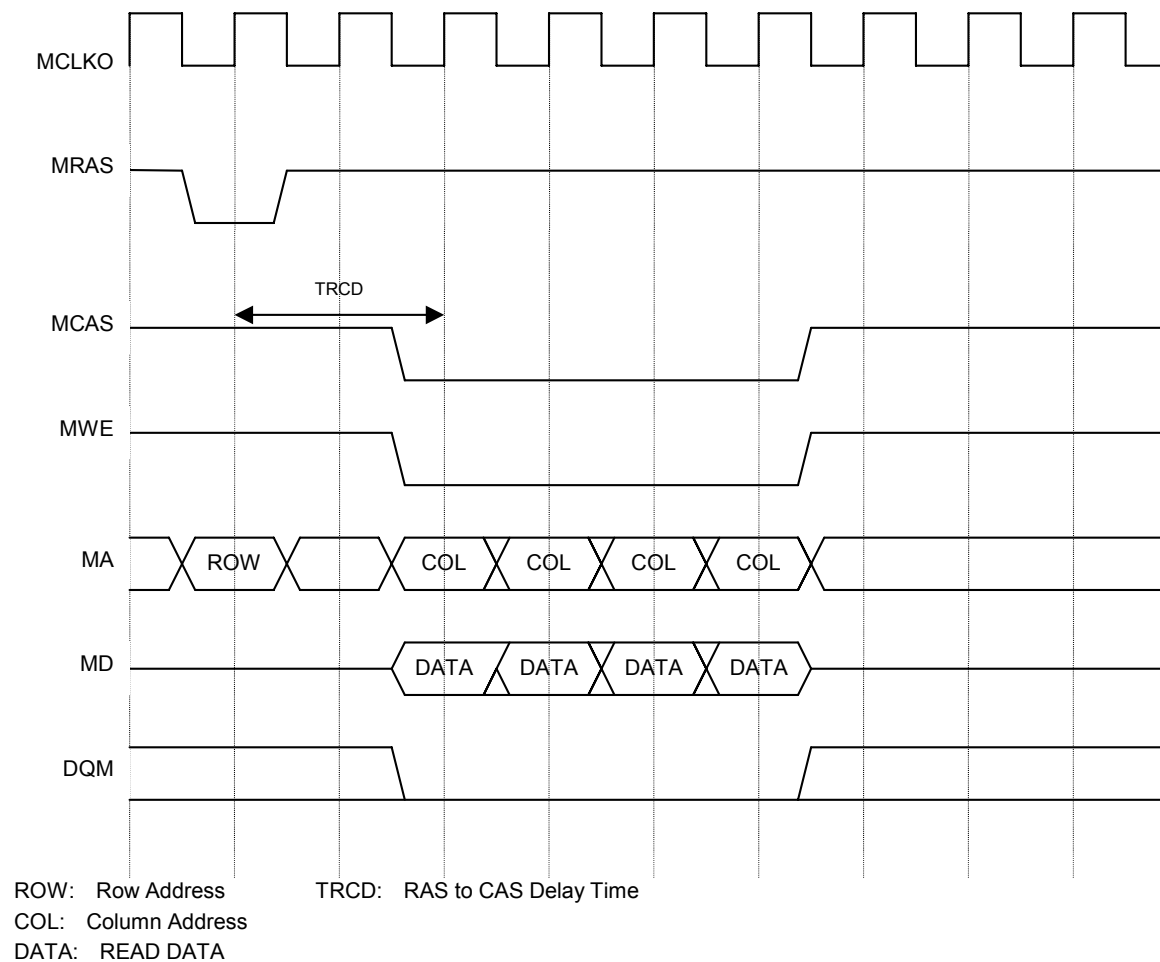 MCLKO
MRAS
TRCD
MCAS
MWE
MA ROW COL COL COL COL
MD DATA DATA DATA DATA
DQM
ROW: Row Address TRCD: RAS to CAS Delay Time
COL: Column Address
DATA: READ DATA